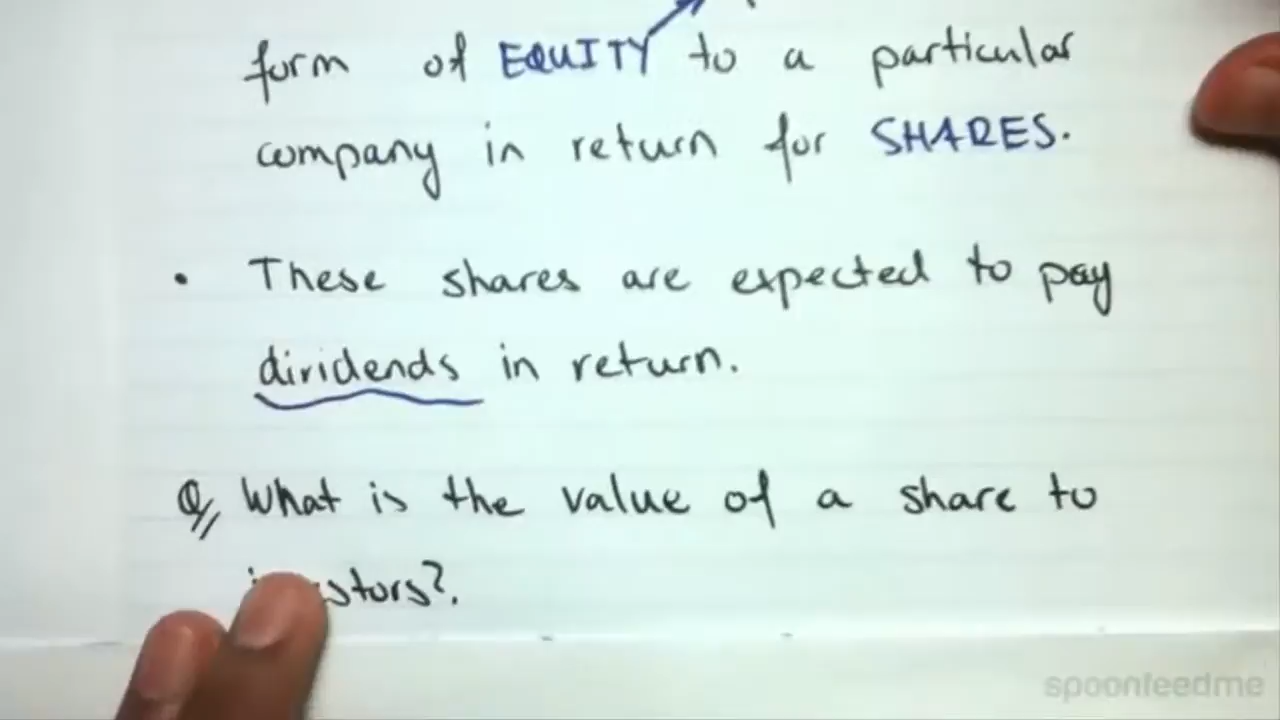 form of EQUITY to a particular
company in return for SHARES.
• These shares are expected to pay
dividends in return.
Q// What is the value of a share to
?.
spoonfeedme